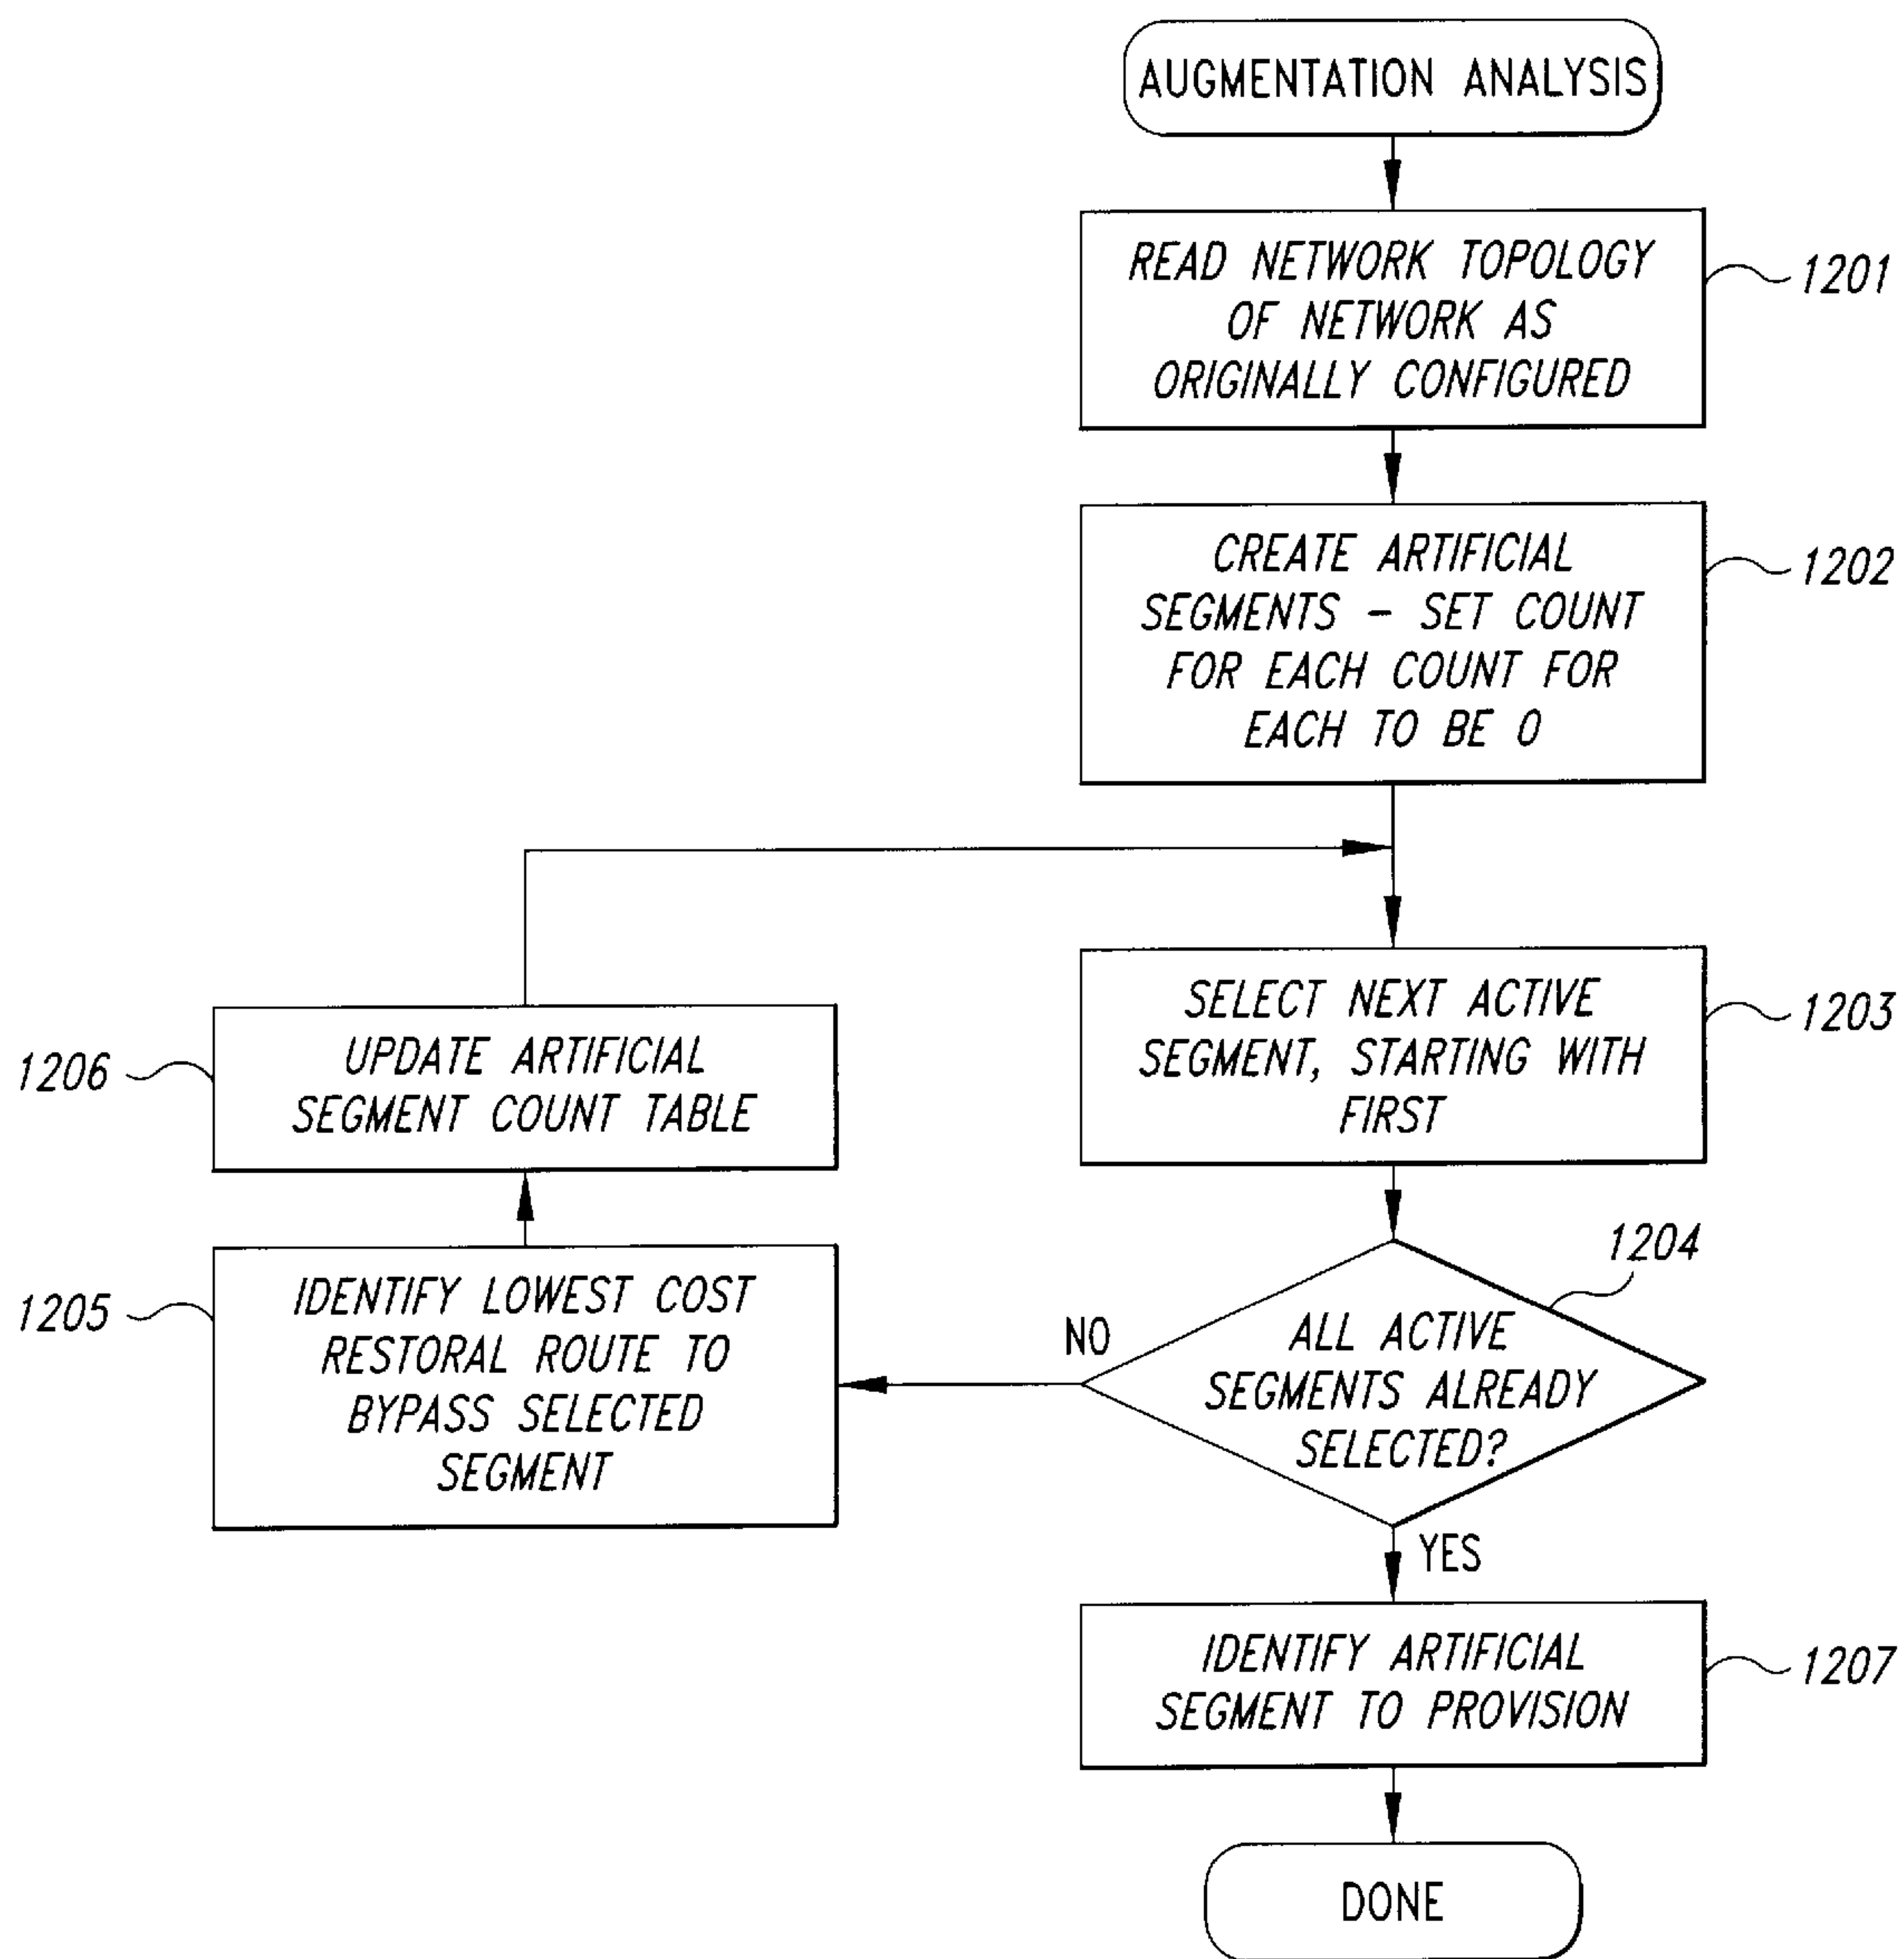 AUGMENTATION ANALYSIS
READ NETWORK TOPOLOGY
OF NETWORK AS
ORIGINALLY CONFIGURED
1201
CREATE ARTIFICIAL
SEGMENTS – SET COUNT
FOR EACH COUNT FOR
EACH TO BE 0
1202
SELECT NEXT ACTIVE
SEGMENT, STARTING WITH
FIRST
1203
1206
UPDATE ARTIFICIAL
SEGMENT COUNT TABLE
1204
ALL ACTIVE
SEGMENTS ALREADY
SELECTED?
NO
1205
IDENTIFY LOWEST COST
RESTORAL ROUTE TO
BYPASS SELECTED
SEGMENT
YES
IDENTIFY ARTIFICIAL
SEGMENT TO PROVISION
1207
DONE